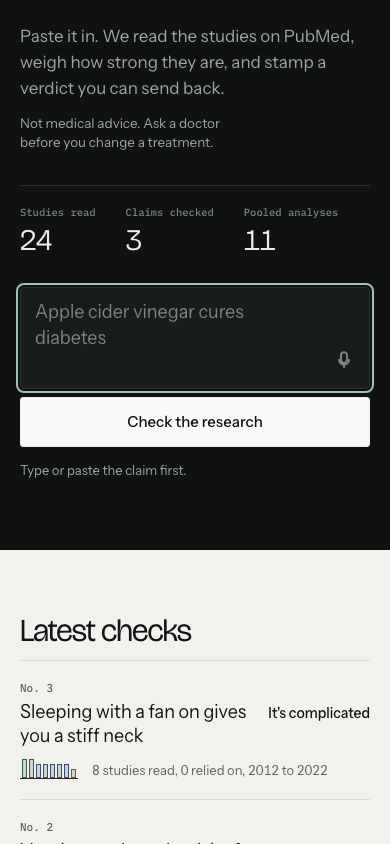 Paste it in. We read the studies on PubMed,
weigh how strong they are, and stamp a
verdict you can send back.
Not medical advice. Ask a doctor
before you change a treatment.
Studies read
Claims checked
Pooled analyses
24
3
11
Apple cider vinegar cures
diabetes
Check the research
Type or paste the claim first.
Latest checks
No. 3
Sleeping with a fan on gives
you a stiff neck
It's complicated
8 studies read, 0 relied on, 2012 to 2022
No. 2